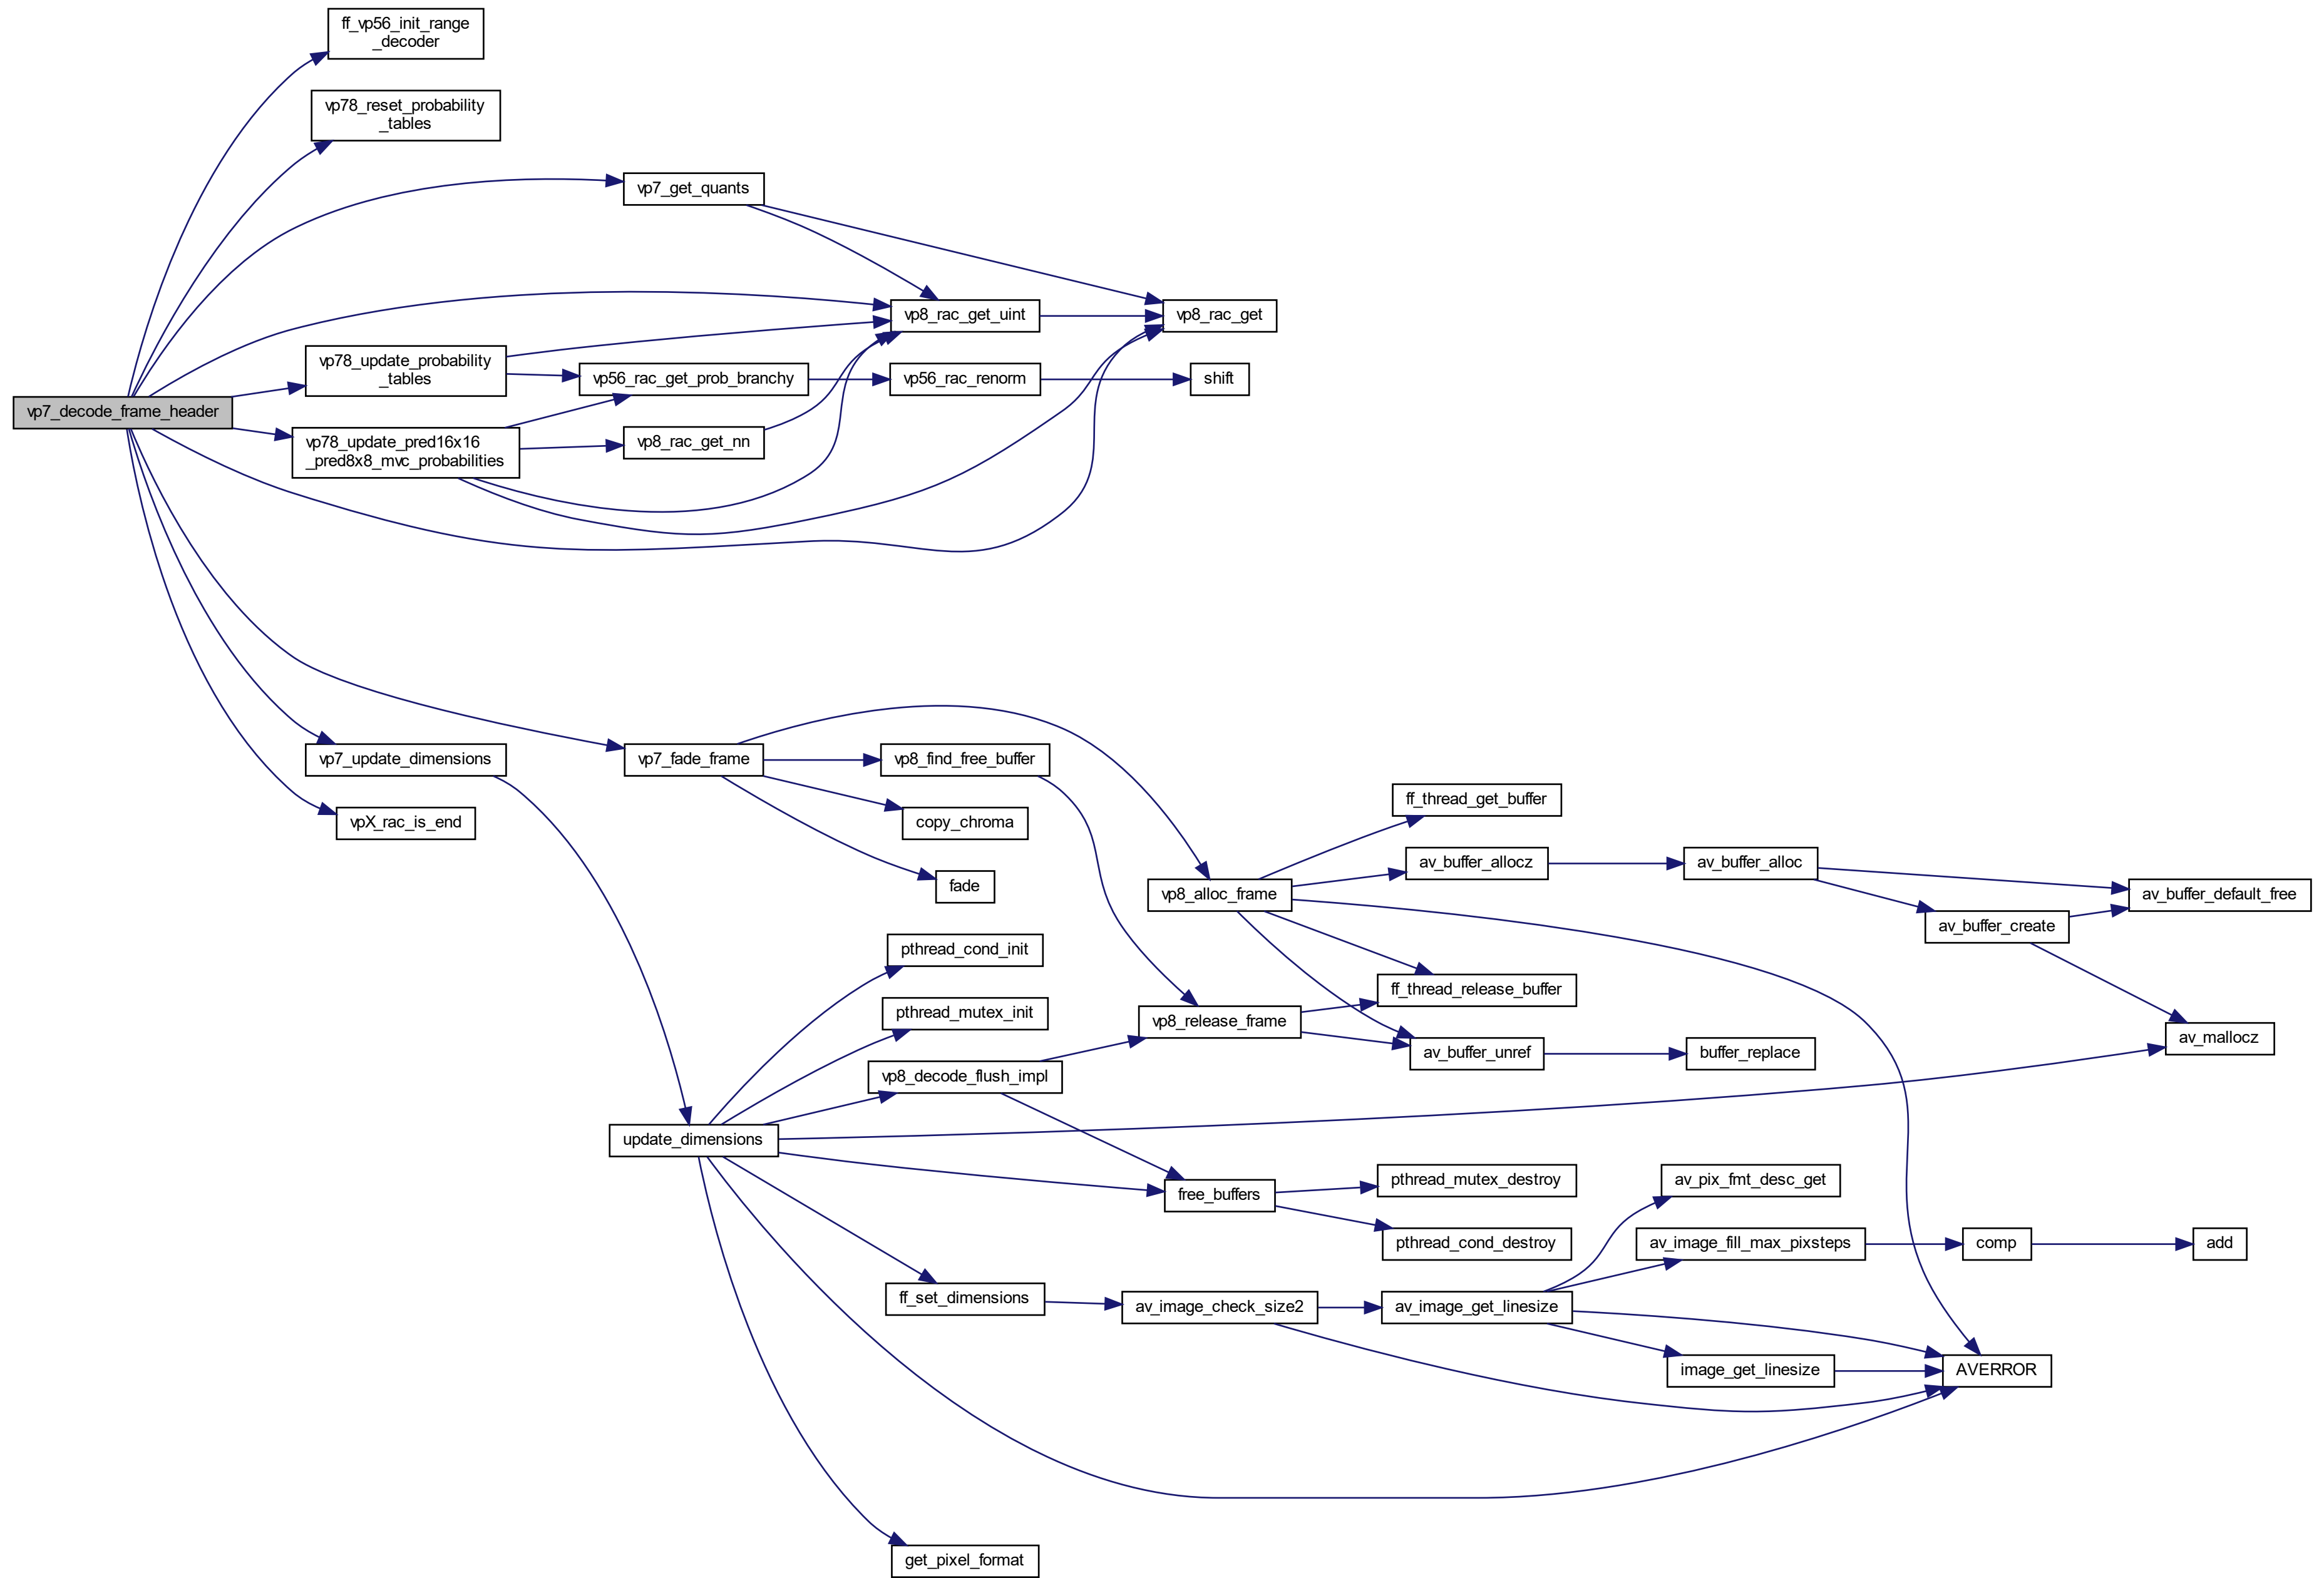 ff_vp56_init_range
_decoder
vp78_reset_probability
_tables
vp7_get_quants
vp8_rac_get_uint
vp8_rac_get
vp78_update_probability
_tables
vp56_rac_get_prob_branchy
vp56_rac_renorm
shift
vp7_decode_frame_header
vp78_update_pred16x16
_pred8x8_mvc_probabilities
vp8_rac_get_nn
vp7_update_dimensions
vp7_fade_frame
vp8_find_free_buffer
ff_thread_get_buffer
vpX_rac_is_end
copy_chroma
av_buffer_allocz
av_buffer_alloc
fade
vp8_alloc_frame
av_buffer_default_free
av_buffer_create
pthread_cond_init
ff_thread_release_buffer
pthread_mutex_init
vp8_release_frame
av_mallocz
av_buffer_unref
buffer_replace
vp8_decode_flush_impl
update_dimensions
free_buffers
pthread_mutex_destroy
av_pix_fmt_desc_get
pthread_cond_destroy
av_image_fill_max_pixsteps
comp
add
ff_set_dimensions
av_image_check_size2
av_image_get_linesize
image_get_linesize
AVERROR
get_pixel_format